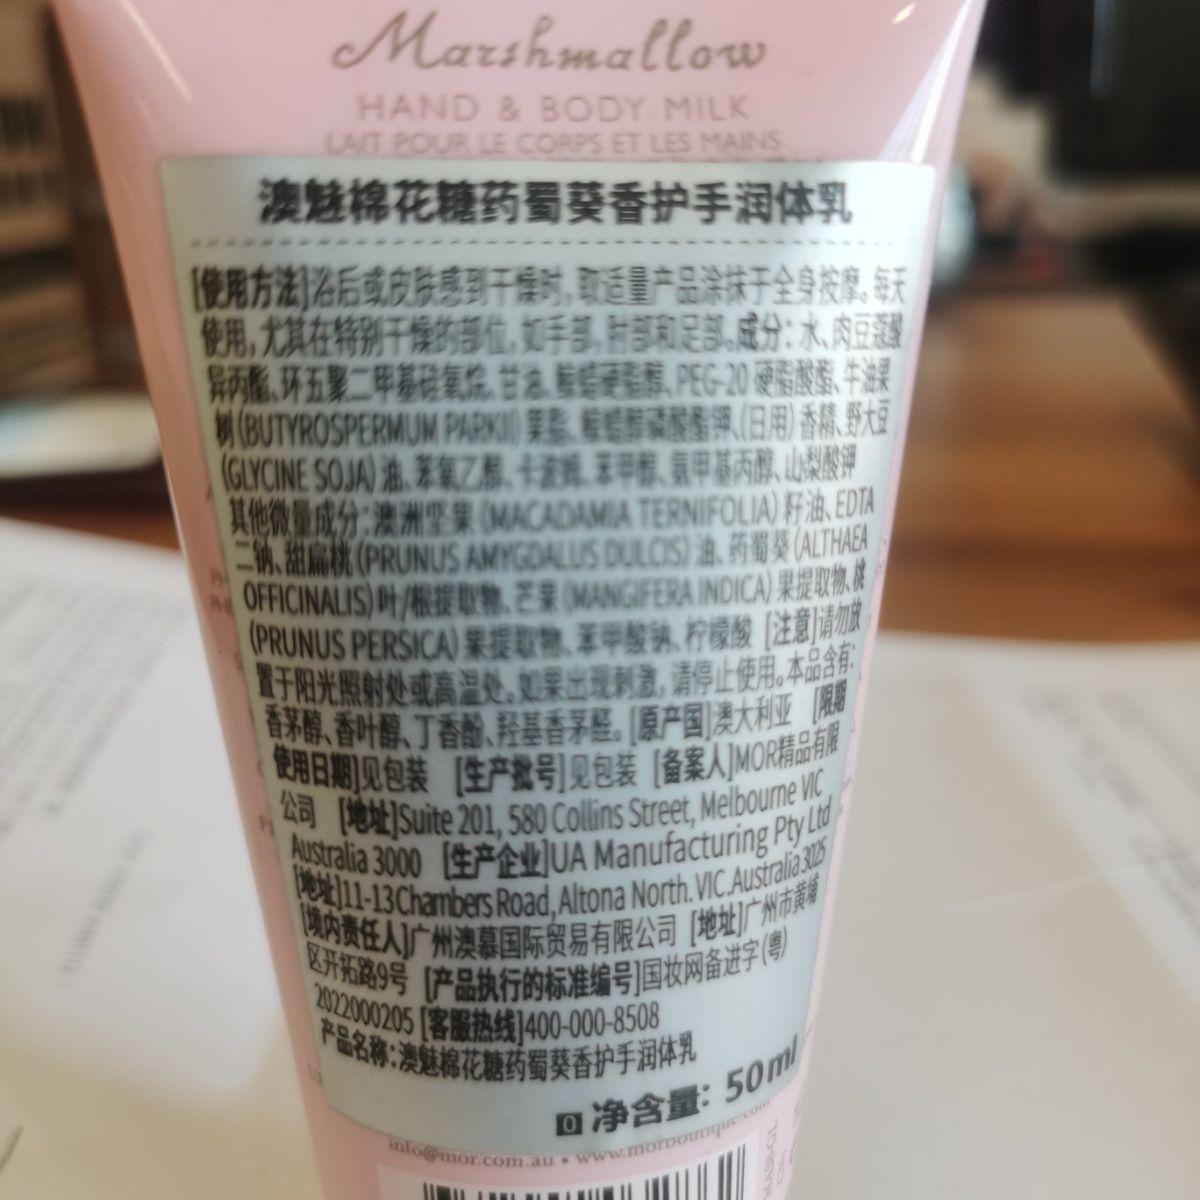 Marshmallow
HAND & BODY MILK
LAIT POUR LE CORPS ET LES MAINS
澳魅棉花糖药蜀葵香护手润体乳
[使用方法]浴后或皮肤感到干燥时,取适量产品涂抹于全身按摩。每天
使用,尤其在特别干燥的部位,如手部、肘部和足部。成分:水、肉豆蔻酸
异丙酯、环五聚二甲基硅氧烷、甘油、鲸蜡硬脂醇、PEG-20 硬脂酸酯、牛油果
树(BUTYROSPERMUM PARKII)果脂、鲸蜡醇磷酸酯钾、(日用)香精、野大豆
(GLYCINE SOJA)油、苯氧乙醇、卡波姆、苯甲醇、氨甲基丙醇、山梨酸钾
其他微量成分:澳洲坚果(MACADAMIA TERNIFOLIA)籽油、EDTA
二钠、甜扁桃(PRUNUS AMYGDALUS DULCIS)油、药蜀葵(ALTHAEA
OFFICINALIS)叶/根提取物、芒果(MANGIFERA INDICA)果提取物、桃
(PRUNUS PERSICA)果提取物、苯甲酸钠、柠檬酸 [注意]请勿放
置于阳光照射处或高温处。如果出现刺激,请停止使用。本品含有:
香茅醇、香叶醇、丁香酚、羟基香茅醛。[原产国]澳大利亚 [限期
使用日期]见包装 [生产批号]见包装 [备案人]MOR精品有限
公司 [地址]Suite 201, 580 Collins Street, Melbourne VIC
Australia 3000 [生产企业]UA Manufacturing Pty Ltd
[地址]11-13Chambers Road, Altona North. VIC.Australia 3025
[境内责任人]广州澳慕国际贸易有限公司 [地址]广州市黄埔
区开拓路9号 [产品执行的标准编号]国妆网备进字(粤)
2022000205 [客服热线]400-000-8508
产品名称:澳魅棉花糖药蜀葵香护手润体乳
净含量: 50ml
info@mor.com.au • www.morboutique.com